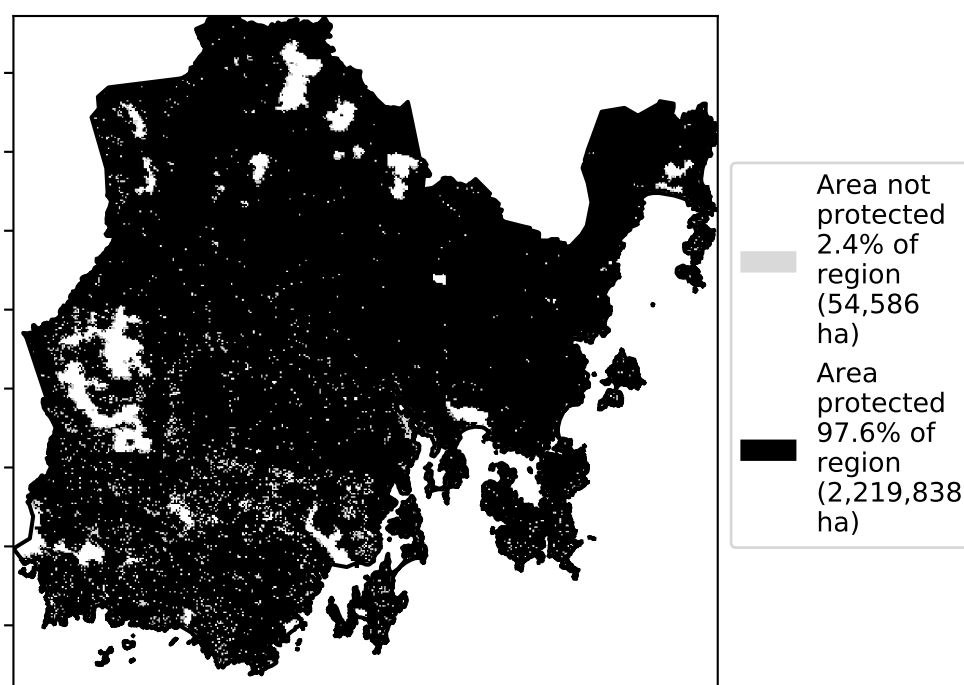 Area not
protected
2.4% of
region
(54,586
ha)
Area
protected
97.6% of
region
(2,219,838
ha)